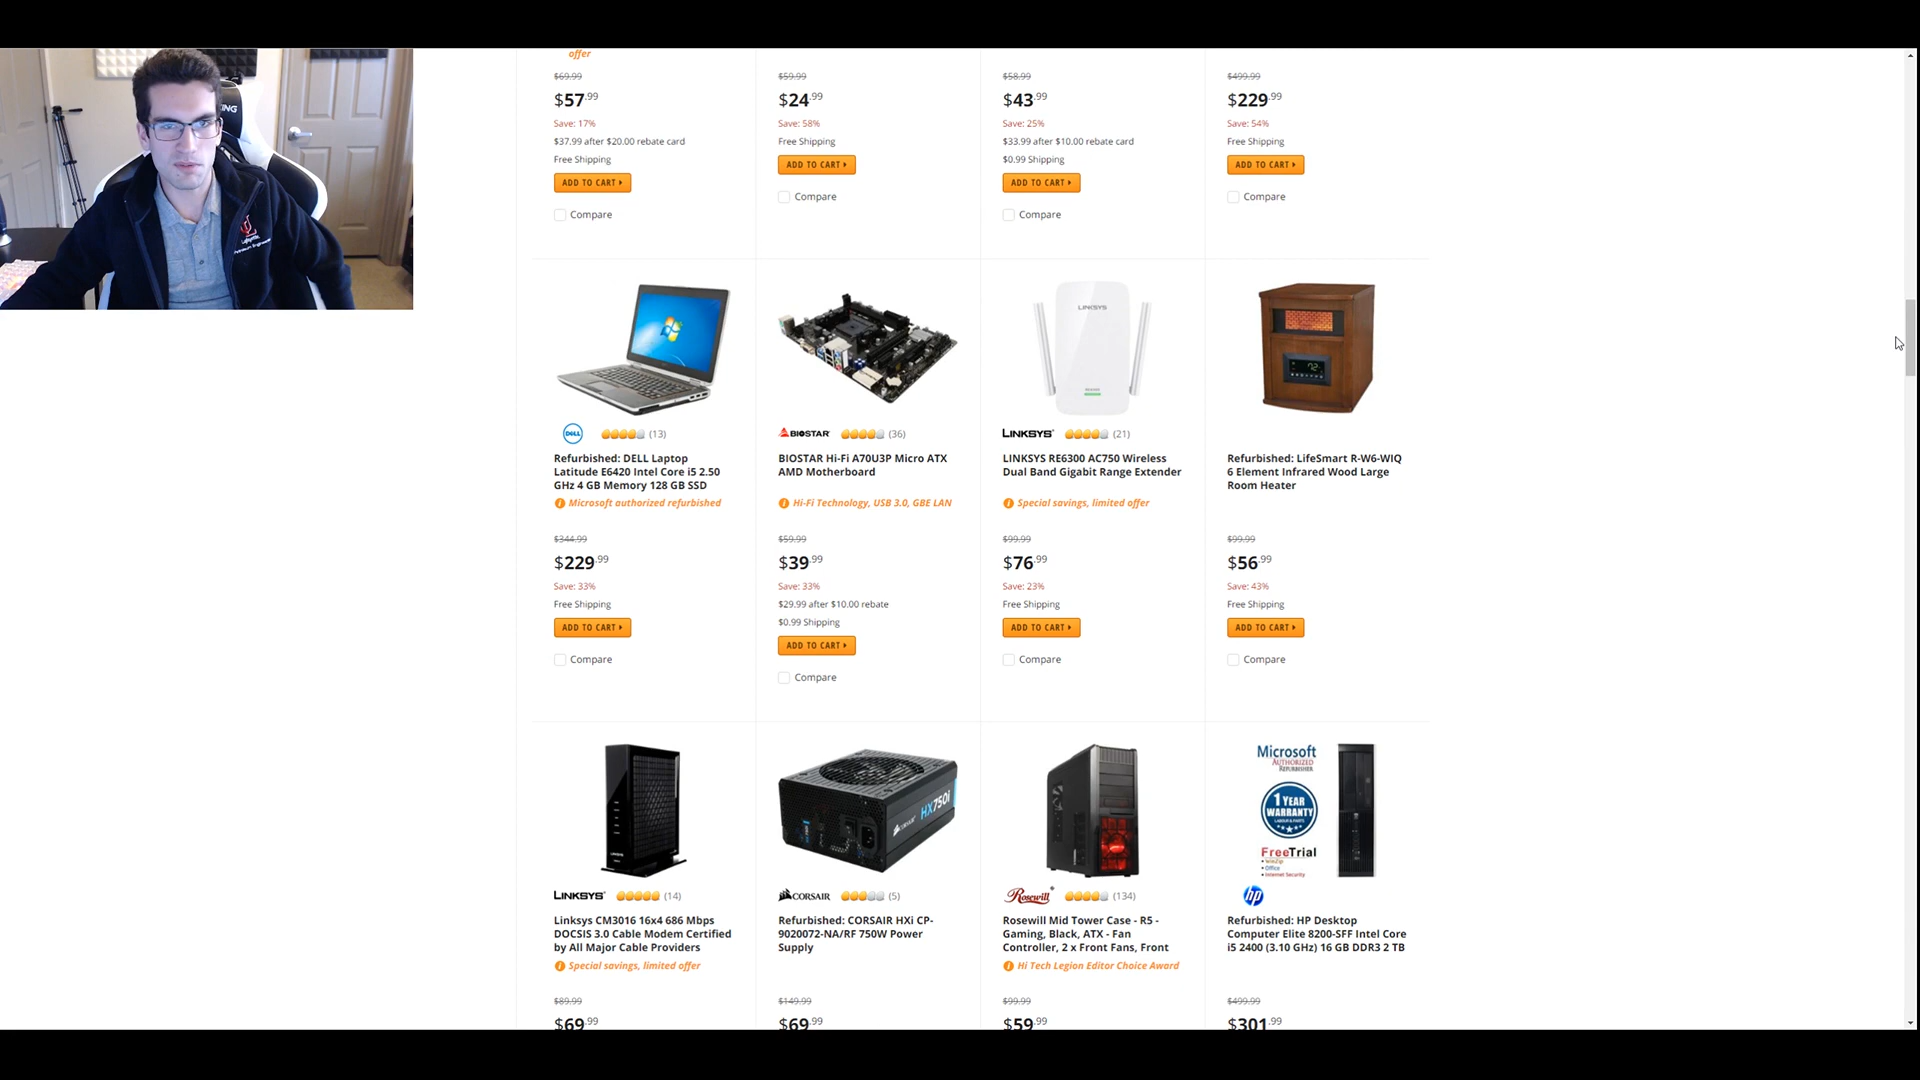 offer
$69.99
$57.99
Save: 17%
$37.99 after $20.00 rebate card
Free Shipping
ADD TO CART
Compare
$59.99
$24.99
Save: 58%
Free Shipping
ADD TO CART
Compare
$58.99
$43.99
Save: 25%
$33.99 after $10.00 rebate card
$0.99 Shipping
ADD TO CART
Compare
$499.99
$229.99
Save: 54%
Free Shipping
ADD TO CART
Compare
DELL
(13)
Refurbished: DELL Laptop
Latitude E6420 Intel Core i5 2.50
GHz 4 GB Memory 128 GB SSD
Microsoft authorized refurbished
$344.99
$229.99
Save: 33%
Free Shipping
ADD TO CART
Compare
BIOSTAR
(36)
BIOSTAR Hi-Fi A70U3P Micro ATX
AMD Motherboard
Hi-Fi Technology, USB 3.0, GBE LAN
$59.99
$39.99
Save: 33%
$29.99 after $10.00 rebate
$0.99 Shipping
ADD TO CART
Compare
LINKSYS
LINKSYS
(21)
LINKSYS RE6300 AC750 Wireless
Dual Band Gigabit Range Extender
Special savings, limited offer
$99.99
$76.99
Save: 23%
Free Shipping
ADD TO CART
Compare
72
Refurbished: LifeSmart R-W6-WIQ
6 Element Infrared Wood Large
Room Heater
$99.99
$56.99
Save: 43%
Free Shipping
ADD TO CART
Compare
LINKSYS
(14)
Linksys CM3016 16x4 686 Mbps
DOCSIS 3.0 Cable Modem Certified
by All Major Cable Providers
Special savings, limited offer
$89.99
$69.99
CORSAIR
HX750i
CORSAIR
(5)
Refurbished: CORSAIR HXi CP-
9020072-NA/RF 750W Power
Supply
$149.99
$69.99
Rosewill
(134)
Rosewill Mid Tower Case - R5 -
Gaming, Black, ATX - Fan
Controller, 2 x Front Fans, Front
Hi Tech Legion Editor Choice Award
$99.99
$59.99
Microsoft
AUTHORIZED
REFURBISHER
1 YEAR
WARRANTY
LABOUR & PARTS
FreeTrial
WinZip
Office
Internet Security
hp
Refurbished: HP Desktop
Computer Elite 8200-SFF Intel Core
i5 2400 (3.10 GHz) 16 GB DDR3 2 TB
$499.99
$301.99